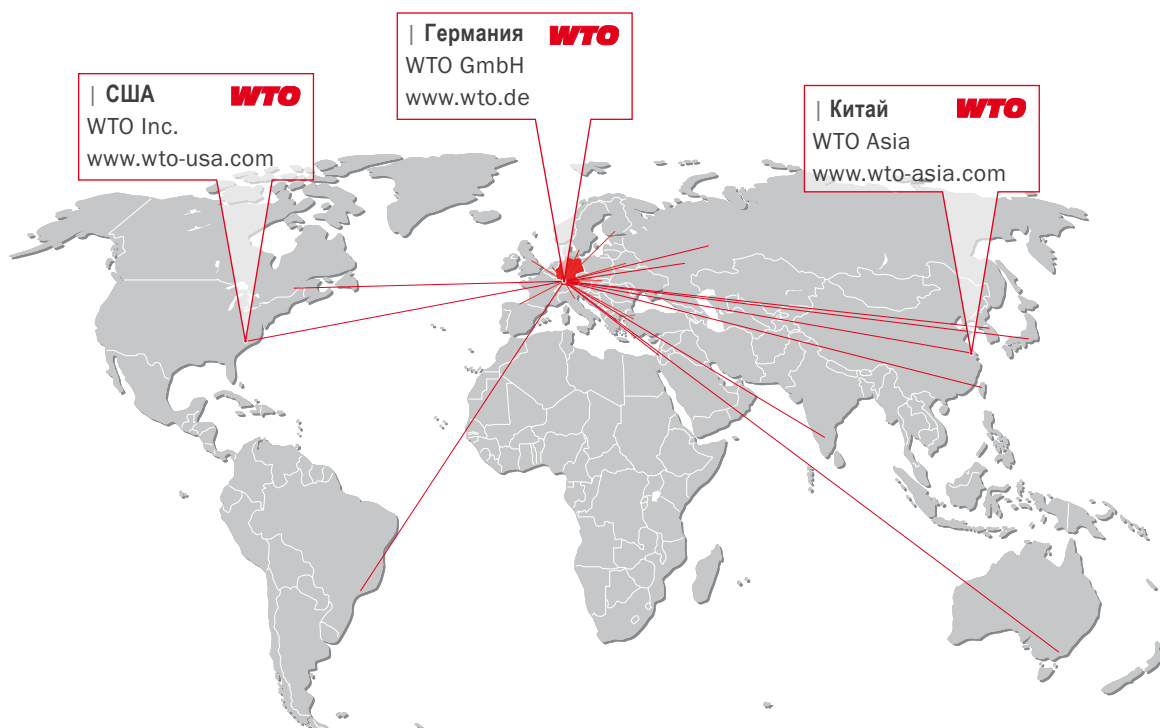 | США WTO
WTO Inc.
www.wto-usa.com
| Германия WTO
WTO GmbH
www.wto.de
| Китай WTO
WTO Asia
www.wto-asia.com